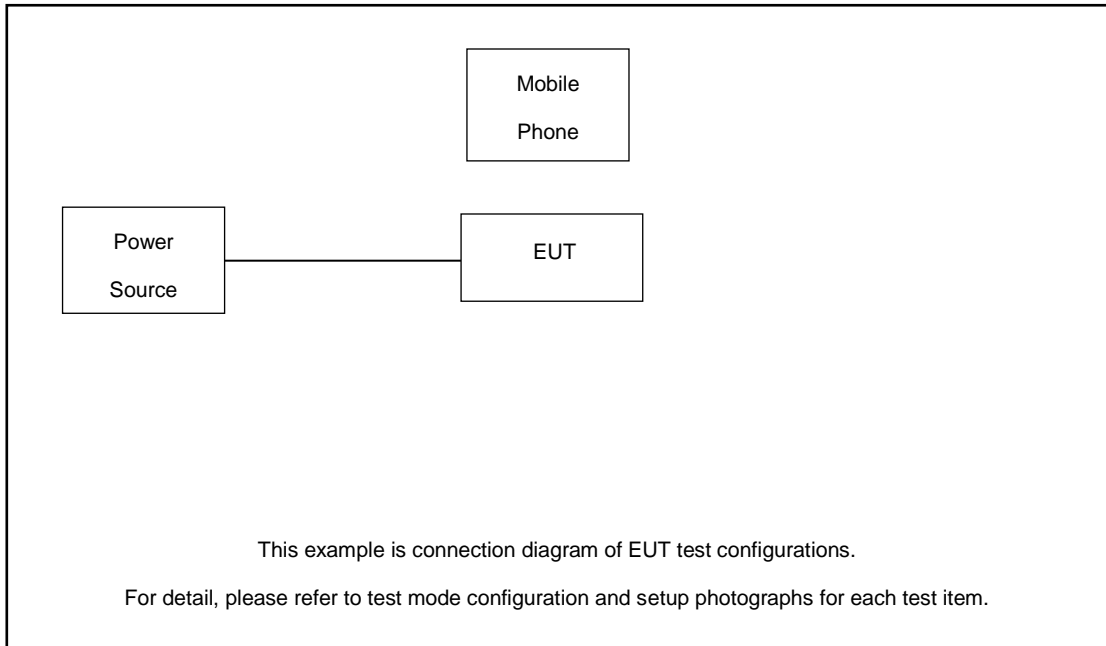 Mobile
Phone
Power
Source
EUT
This example is connection diagram of EUT test configurations.
For detail, please refer to test mode configuration and setup photographs for each test item.